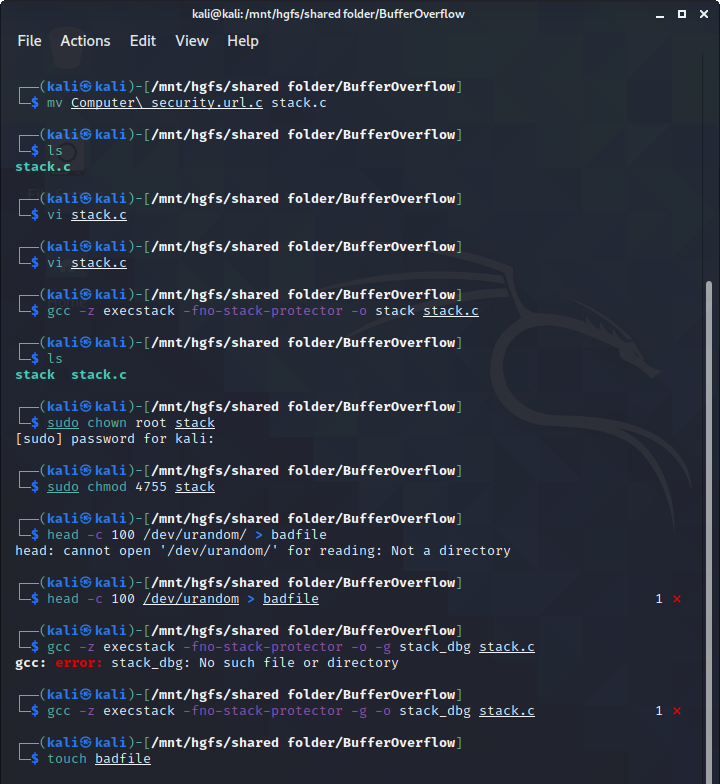 kali@kali: /mnt/hgfs/shared folder/BufferOverflow
File Actions Edit View Help
┌──(kali㉿kali)-[/mnt/hgfs/shared folder/BufferOverflow]
└─$ mv Computer\ security.url.c stack.c
┌──(kali㉿kali)-[/mnt/hgfs/shared folder/BufferOverflow]
└─$ ls
stack.c
┌──(kali㉿kali)-[/mnt/hgfs/shared folder/BufferOverflow]
└─$ vi stack.c
┌──(kali㉿kali)-[/mnt/hgfs/shared folder/BufferOverflow]
└─$ vi stack.c
┌──(kali㉿kali)-[/mnt/hgfs/shared folder/BufferOverflow]
└─$ gcc -z execstack -fno-stack-protector -o stack stack.c
┌──(kali㉿kali)-[/mnt/hgfs/shared folder/BufferOverflow]
└─$ ls
stack  stack.c
┌──(kali㉿kali)-[/mnt/hgfs/shared folder/BufferOverflow]
└─$ sudo chown root stack
[sudo] password for kali:
┌──(kali㉿kali)-[/mnt/hgfs/shared folder/BufferOverflow]
└─$ sudo chmod 4755 stack
┌──(kali㉿kali)-[/mnt/hgfs/shared folder/BufferOverflow]
└─$ head -c 100 /dev/urandom/ > badfile
head: cannot open '/dev/urandom/' for reading: Not a directory
┌──(kali㉿kali)-[/mnt/hgfs/shared folder/BufferOverflow]
└─$ head -c 100 /dev/urandom > badfile 1 ⨯
┌──(kali㉿kali)-[/mnt/hgfs/shared folder/BufferOverflow]
└─$ gcc -z execstack -fno-stack-protector -o -g stack_dbg stack.c
gcc: error: stack_dbg: No such file or directory
┌──(kali㉿kali)-[/mnt/hgfs/shared folder/BufferOverflow]
└─$ gcc -z execstack -fno-stack-protector -g -o stack_dbg stack.c 1 ⨯
┌──(kali㉿kali)-[/mnt/hgfs/shared folder/BufferOverflow]
└─$ touch badfile